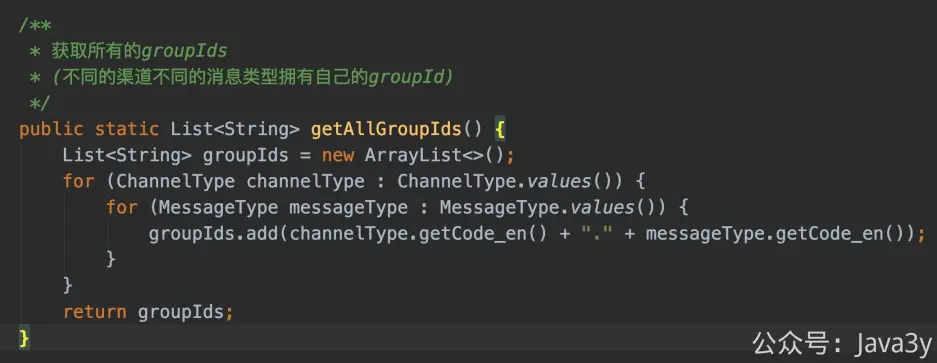 /**
 * 获取所有的groupIds
 * (不同的渠道不同的消息类型拥有自己的groupId)
 */
public static List<String> getAllGroupIds() {
    List<String> groupIds = new ArrayList<>();
    for (ChannelType channelType : ChannelType.values()) {
        for (MessageType messageType : MessageType.values()) {
            groupIds.add(channelType.getCode_en() + "." + messageType.getCode_en());
        }
    }
    return groupIds;
}
公众号：Java3y